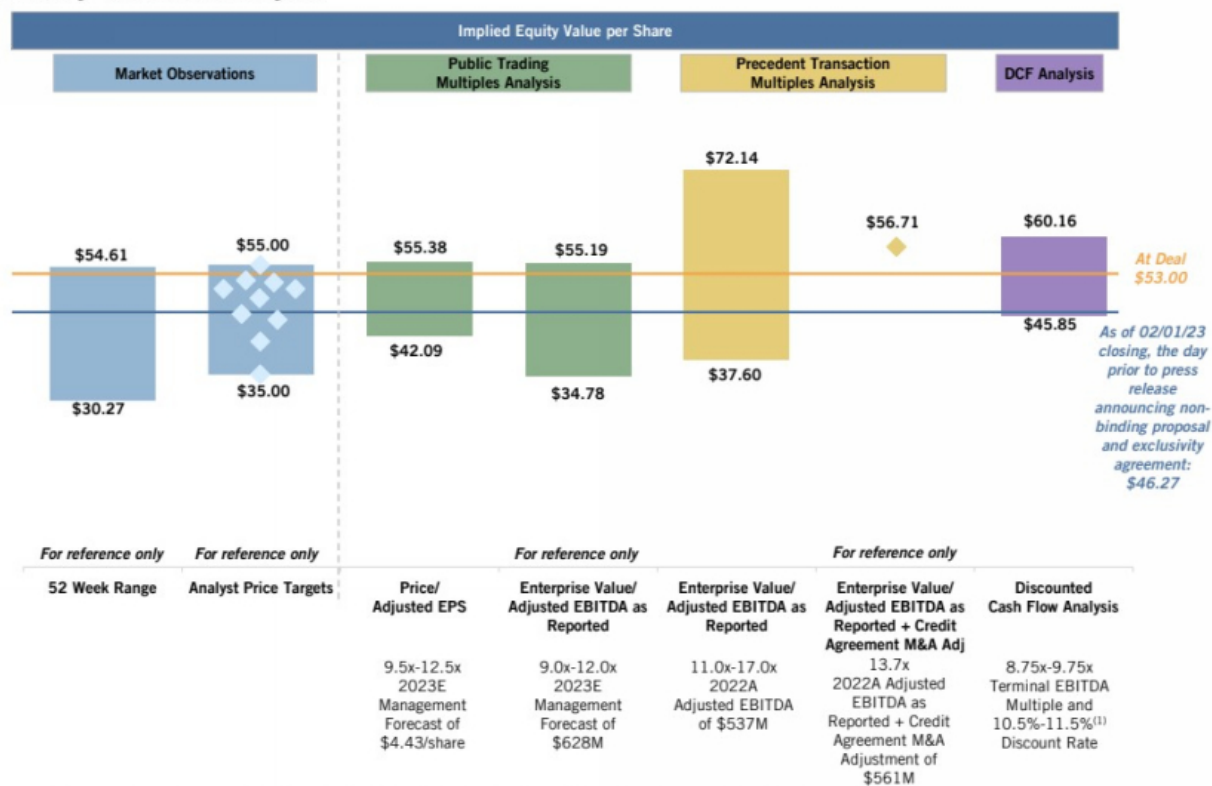 Implied Equity Value per Share
Market Observations
Public Trading
Multiples Analysis
Precedent Transaction
Multiples Analysis
DCF Analysis
$72.14
$56.71
$60.16
$54.61
$55.00
$55.38
$55.19
At Deal
$53.00
$45.85
$42.09
$37.60
$35.00
$34.78
$30.27
As of 02/01/23
closing, the day
prior to press
release
announcing non-
binding proposal
and exclusivity
agreement:
$46.27
For reference only
52 Week Range
For reference only
Analyst Price Targets
Price/
Adjusted EPS
9.5x-12.5x
2023E
Management
Forecast of
$4.43/share
For reference only
Enterprise Value/
Adjusted EBITDA as
Reported
9.0x-12.0x
2023E
Management
Forecast of
$628M
Enterprise Value/
Adjusted EBITDA as
Reported
11.0x-17.0x
2022A
Adjusted EBITDA
of $537M
For reference only
Enterprise Value/
Adjusted EBITDA as
Reported + Credit
Agreement M&A Adj
13.7x
2022A Adjusted
EBITDA as
Reported + Credit
Agreement M&A
Adjustment of
$561M
Discounted
Cash Flow Analysis
8.75x-9.75x
Terminal EBITDA
Multiple and
10.5%-11.5%(1)
Discount Rate